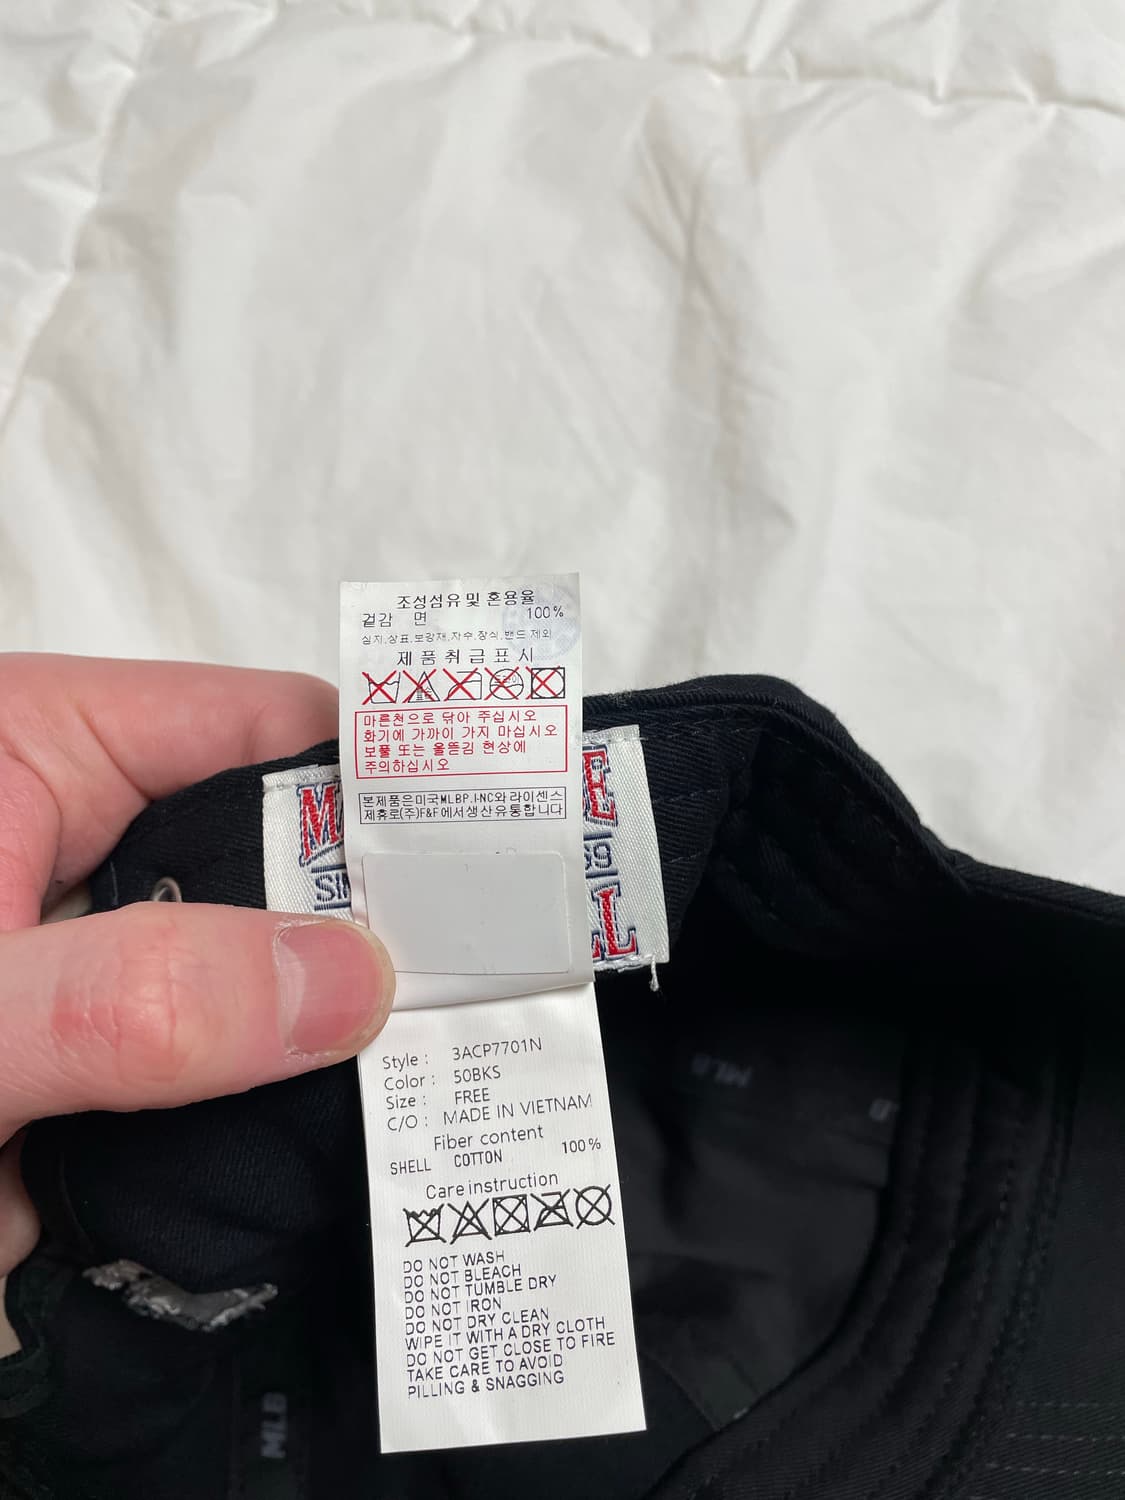 조성섬유 및 혼용율
겉감 면 100%
심지,상표,보강재,자수,장식,밴드 제외
제 품 취 급 표 시
마른천으로 닦아 주십시오
화기에 가까이 가지 마십시오
보풀 또는 올뜯김 현상에
주의하십시오
본제품은미국MLBP.INC와 라이센스
제휴로(주)F&F에서생산유통합니다
Style : 3ACP7701N
Color : 50BKS
Size : FREE
C/O : MADE IN VIETNAM
Fiber content
SHELL COTTON 100%
Care instruction
DO NOT WASH
DO NOT BLEACH
DO NOT TUMBLE DRY
DO NOT IRON
DO NOT DRY CLEAN
WIPE IT WITH A DRY CLOTH
DO NOT GET CLOSE TO FIRE
TAKE CARE TO AVOID
PILLING & SNAGGING
MLB
MLB